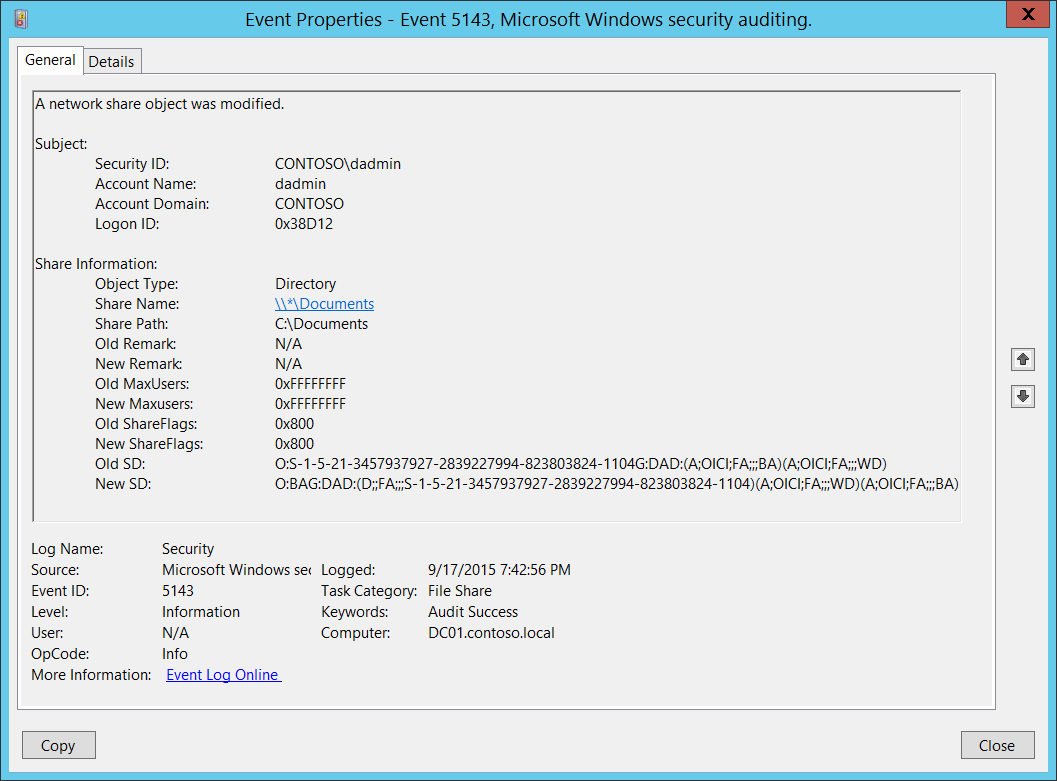 Event Properties - Event 5143, Microsoft Windows security auditing.
General Details
A network share object was modified.
Subject:
Security ID: CONTOSO\dadmin
Account Name: dadmin
Account Domain: CONTOSO
Logon ID: 0x38D12
Share Information:
Object Type: Directory
Share Name: \\*\Documents
Share Path: C:\Documents
Old Remark: N/A
New Remark: N/A
Old MaxUsers: 0xFFFFFFFF
New Maxusers: 0xFFFFFFFF
Old ShareFlags: 0x800
New ShareFlags: 0x800
Old SD: O:S-1-5-21-3457937927-2839227994-823803824-1104G:DAD:(A;OICI;FA;;;BA)(A;OICI;FA;;;WD)
New SD: O:BAG:DAD:(D;;FA;;;S-1-5-21-3457937927-2839227994-823803824-1104)(A;OICI;FA;;;WD)(A;OICI;FA;;;BA)
Log Name: Security
Source: Microsoft Windows sec Logged: 9/17/2015 7:42:56 PM
Event ID: 5143 Task Category: File Share
Level: Information Keywords: Audit Success
User: N/A Computer: DC01.contoso.local
OpCode: Info
More Information: Event Log Online
Copy Close